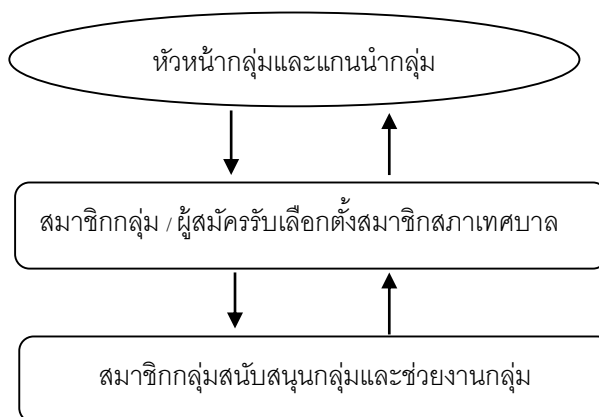 หัวหน้ากลุ่มและแกนนำกลุ่ม
สมาชิกกลุ่ม / ผู้สมัครรับเลือกตั้งสมาชิกสภาเทศบาล
สมาชิกกลุ่มสนับสนุนกลุ่มและช่วยงานกลุ่ม